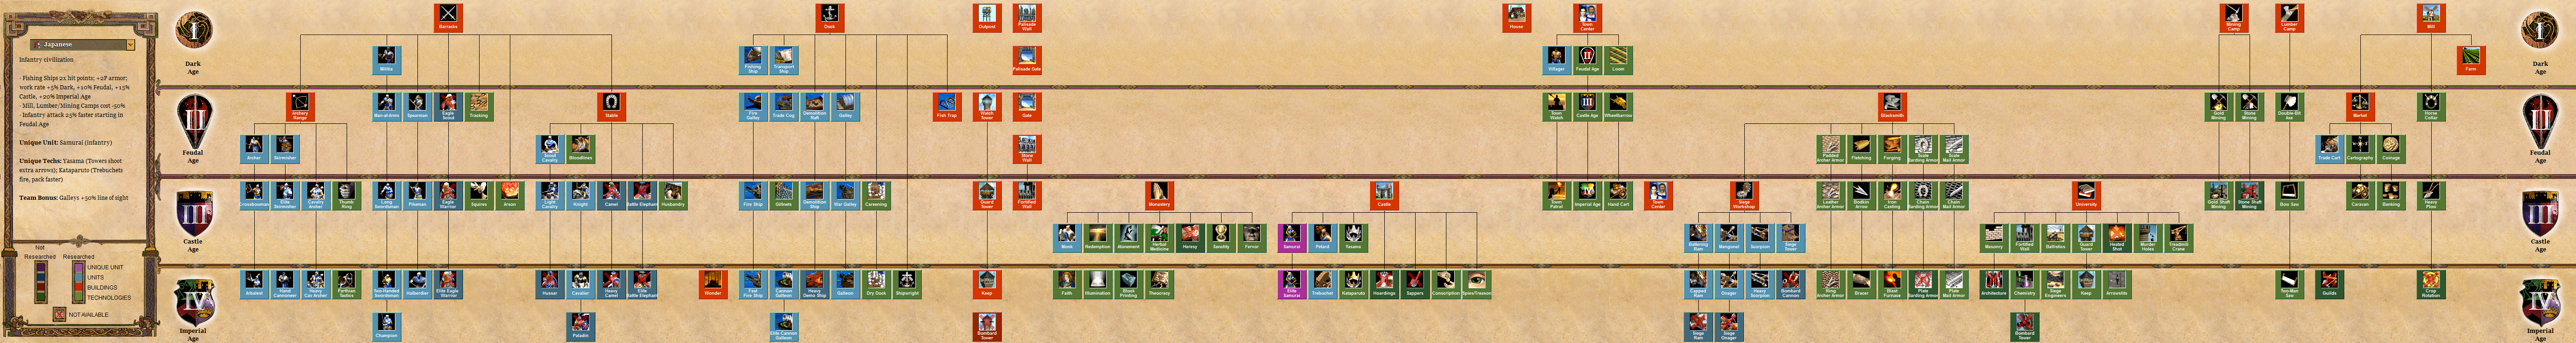 Japanese
Infantry civilization
· Fishing Ships 2x hit points; +2P armor;
work rate +5% Dark, +10% Feudal, +15%
Castle, +20% Imperial Age
· Mill, Lumber/Mining Camps cost -50%
· Infantry attack 25% faster starting in
Feudal Age
Unique Unit: Samurai (infantry)
Unique Techs: Yasama (Towers shoot
extra arrows); Kataparuto (Trebuchets
fire, pack faster)
Team Bonus: Galleys +50% line of sight
Not
Researched Researched
UNIQUE UNIT
UNITS
BUILDINGS
TECHNOLOGIES
NOT AVAILABLE
Barracks
Dock
Outpost
Palisade
Wall
House
Town
Center
Mining
Camp
Lumber
Camp
Mill
Dark
Age
Militia
Fishing
Ship
Transport
Ship
Palisade Gate
Villager
Feudal Age
Loom
Farm
Dark
Age
Archery
Range
Man-at-Arms
Spearman
Eagle
Scout
Tracking
Stable
Fire
Galley
Trade Cog
Demolition
Raft
Galley
Fish Trap
Watch
Tower
Gate
Town
Watch
Castle Age
Wheelbarrow
Blacksmith
Gold
Mining
Stone
Mining
Double-Bit
Axe
Market
Horse
Collar
Feudal
Age
Archer
Skirmisher
Scout
Cavalry
Bloodlines
Stone
Wall
Padded
Archer Armor
Fletching
Forging
Scale
Barding Armor
Scale
Mail Armor
Trade Cart
Cartography
Coinage
Feudal
Age
Crossbowman
Elite
Skirmisher
Cavalry
Archer
Thumb
Ring
Long
Swordsman
Pikeman
Eagle
Warrior
Squires
Arson
Light
Cavalry
Knight
Camel
Battle Elephant
Husbandry
Fire Ship
Gillnets
Demolition
Ship
War Galley
Careening
Guard
Tower
Fortified
Wall
Monastery
Castle
Town
Patrol
Imperial Age
Hand Cart
Town
Center
Siege
Workshop
Leather
Archer Armor
Bodkin
Arrow
Iron
Casting
Chain
Barding Armor
Chain
Mail Armor
University
Gold Shaft
Mining
Stone Shaft
Mining
Bow Saw
Caravan
Banking
Heavy
Plow
Castle
Age
Monk
Redemption
Atonement
Herbal
Medicine
Heresy
Sanctity
Fervor
Samurai
Petard
Yasama
Battering
Ram
Mangonel
Scorpion
Siege
Tower
Masonry
Fortified
Wall
Ballistics
Guard
Tower
Heated
Shot
Murder
Holes
Treadmill
Crane
Castle
Age
Arbalest
Hand
Cannoneer
Heavy
Cav Archer
Parthian
Tactics
Two-Handed
Swordsman
Halberdier
Elite Eagle
Warrior
Hussar
Cavalier
Heavy
Camel
Elite
Battle Elephant
Wonder
Fast
Fire Ship
Cannon
Galleon
Heavy
Demo Ship
Galleon
Dry Dock
Shipwright
Keep
Faith
Illumination
Block
Printing
Theocracy
Elite
Samurai
Trebuchet
Kataparuto
Hoardings
Sappers
Conscription
Spies/Treason
Capped
Ram
Onager
Heavy
Scorpion
Bombard
Cannon
Ring
Archer Armor
Bracer
Blast
Furnace
Plate
Barding Armor
Plate
Mail Armor
Architecture
Chemistry
Siege
Engineers
Keep
Arrowslits
Two-Man
Saw
Guilds
Crop
Rotation
Imperial
Age
Champion
Paladin
Elite Cannon
Galleon
Bombard
Tower
Siege
Ram
Siege
Onager
Bombard
Tower
Imperial
Age